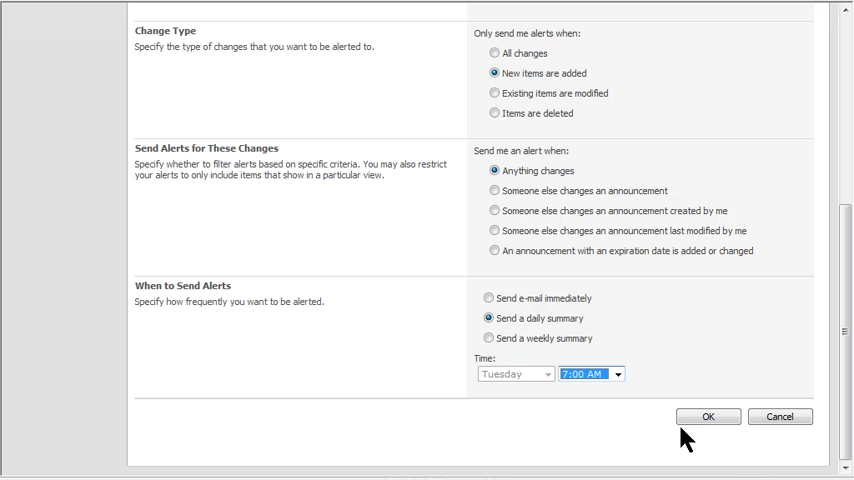 Change Type
Specify the type of changes that you want to be alerted to.
Only send me alerts when:
All changes
New items are added
Existing items are modified
Items are deleted
Send Alerts for These Changes
Specify whether to filter alerts based on specific criteria. You may also restrict
your alerts to only include items that show in a particular view.
Send me an alert when:
Anything changes
Someone else changes an announcement
Someone else changes an announcement created by me
Someone else changes an announcement last modified by me
An announcement with an expiration date is added or changed
When to Send Alerts
Specify how frequently you want to be alerted.
Send e-mail immediately
Send a daily summary
Send a weekly summary
Time:
Tuesday 7:00 AM
OK Cancel